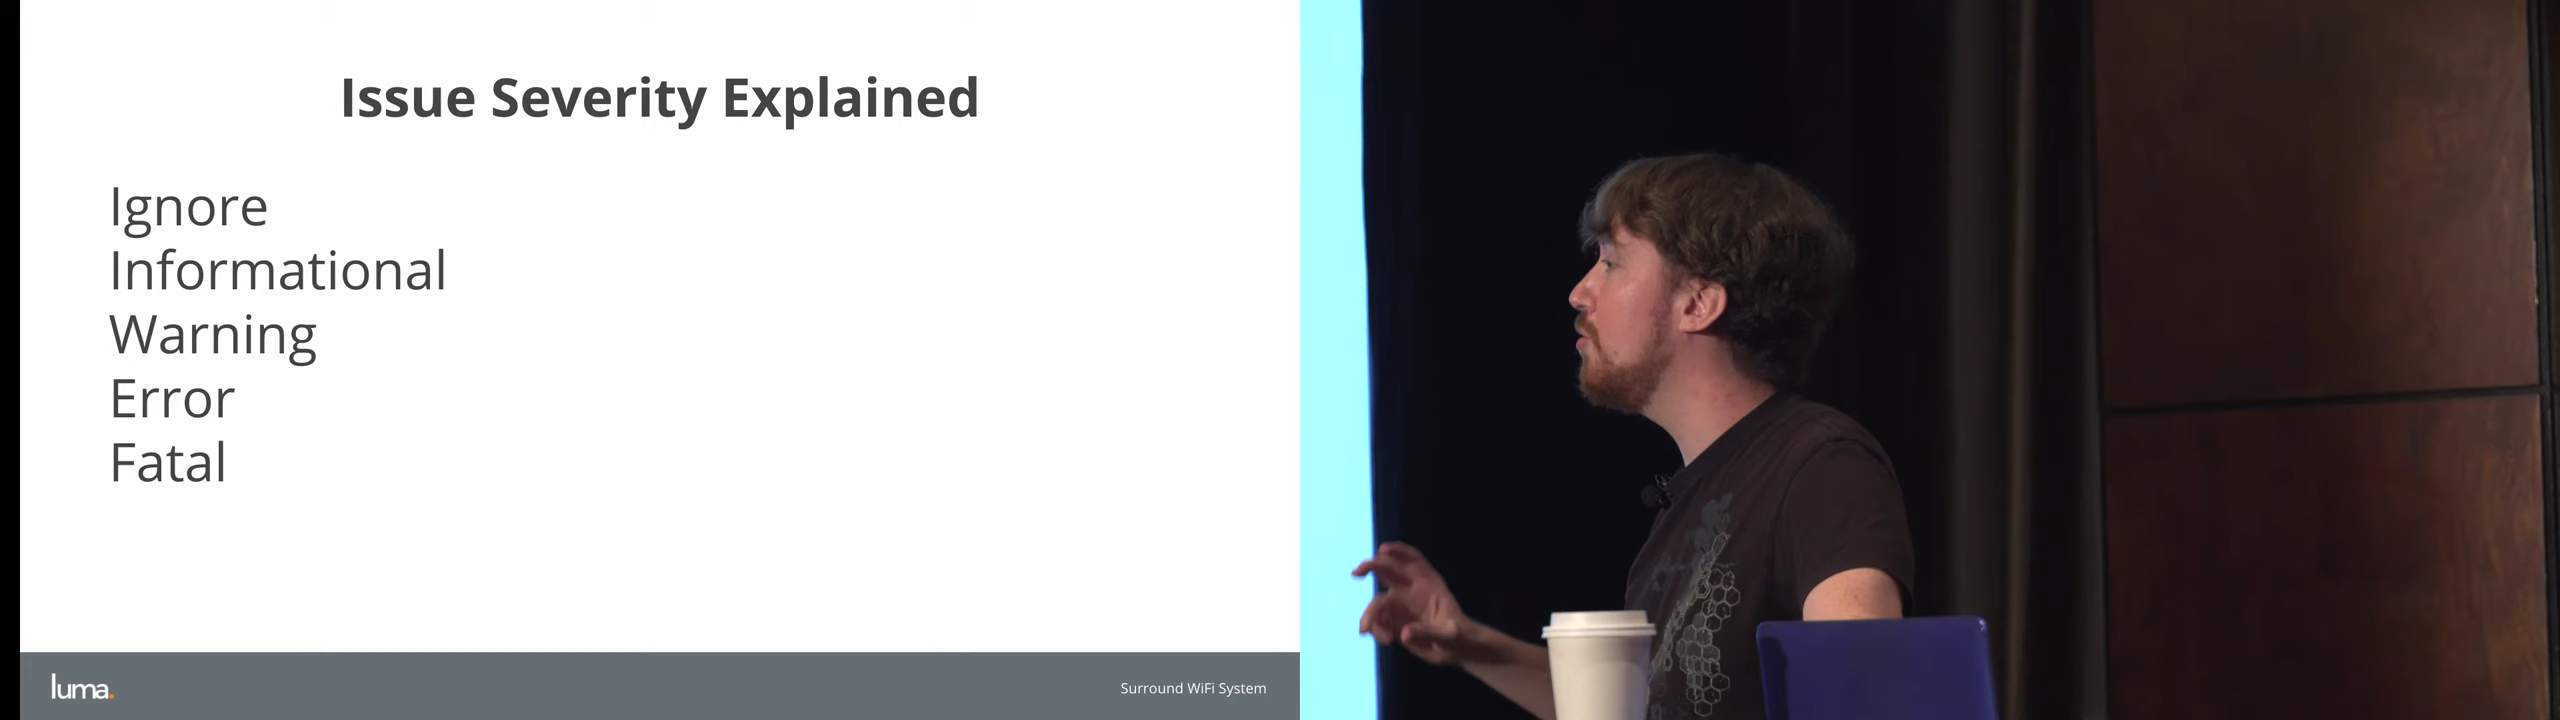 Issue Severity Explained
Ignore
Informational
Warning
Error
Fatal
luma.
Surround WiFi System